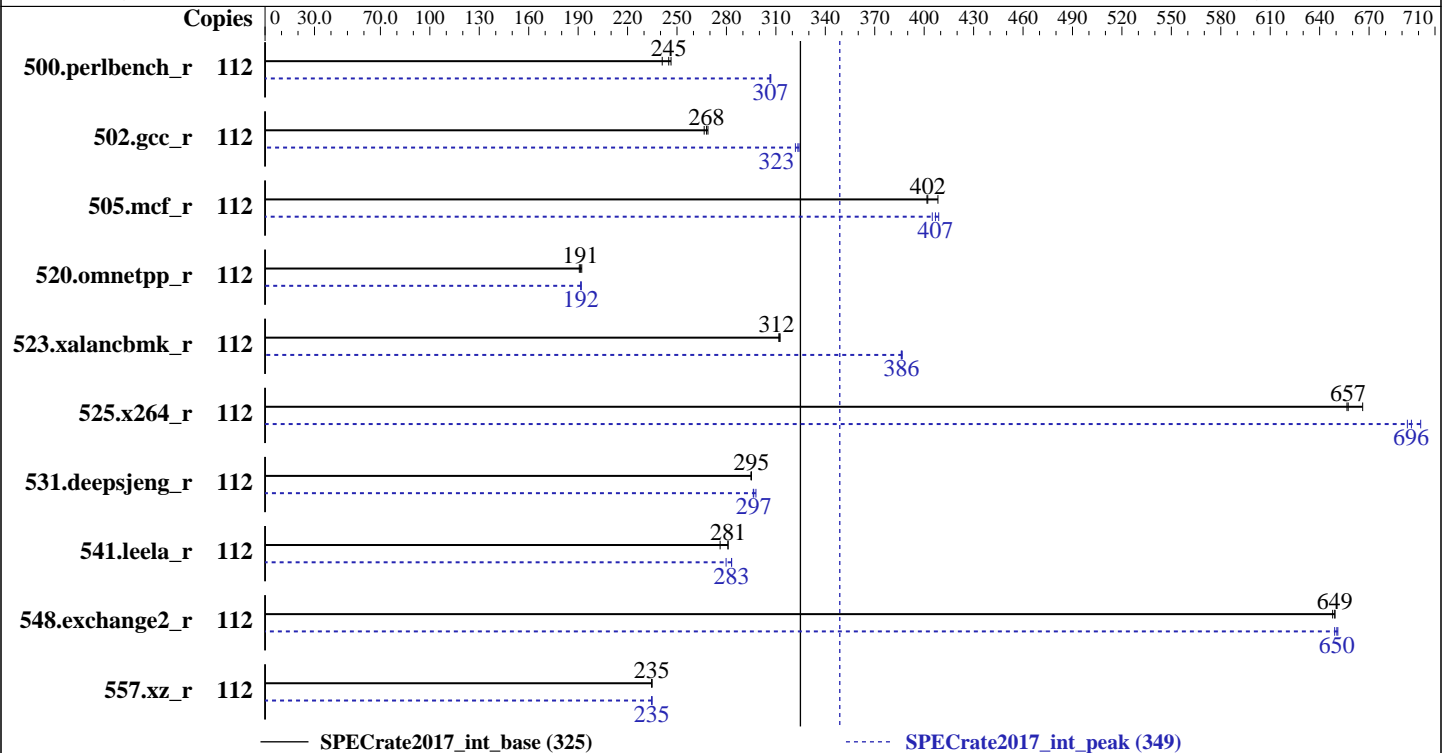 Copies 0 30.0 70.0 100 130 160 190 220 250 280 310 340 370 400 430 460 490 520 550 580 610 640 670 710
245
500.perlbench_r 112
307
268
502.gcc_r 112
323
402
505.mcf_r 112
407
191
520.omnetpp_r 112
192
312
523.xalancbmk_r 112
386
657
525.x264_r 112
696
295
531.deepsjeng_r 112
297
281
541.leela_r 112
283
649
548.exchange2_r 112
650
235
557.xz_r 112
235
SPECrate2017_int_base (325) SPECrate2017_int_peak (349)